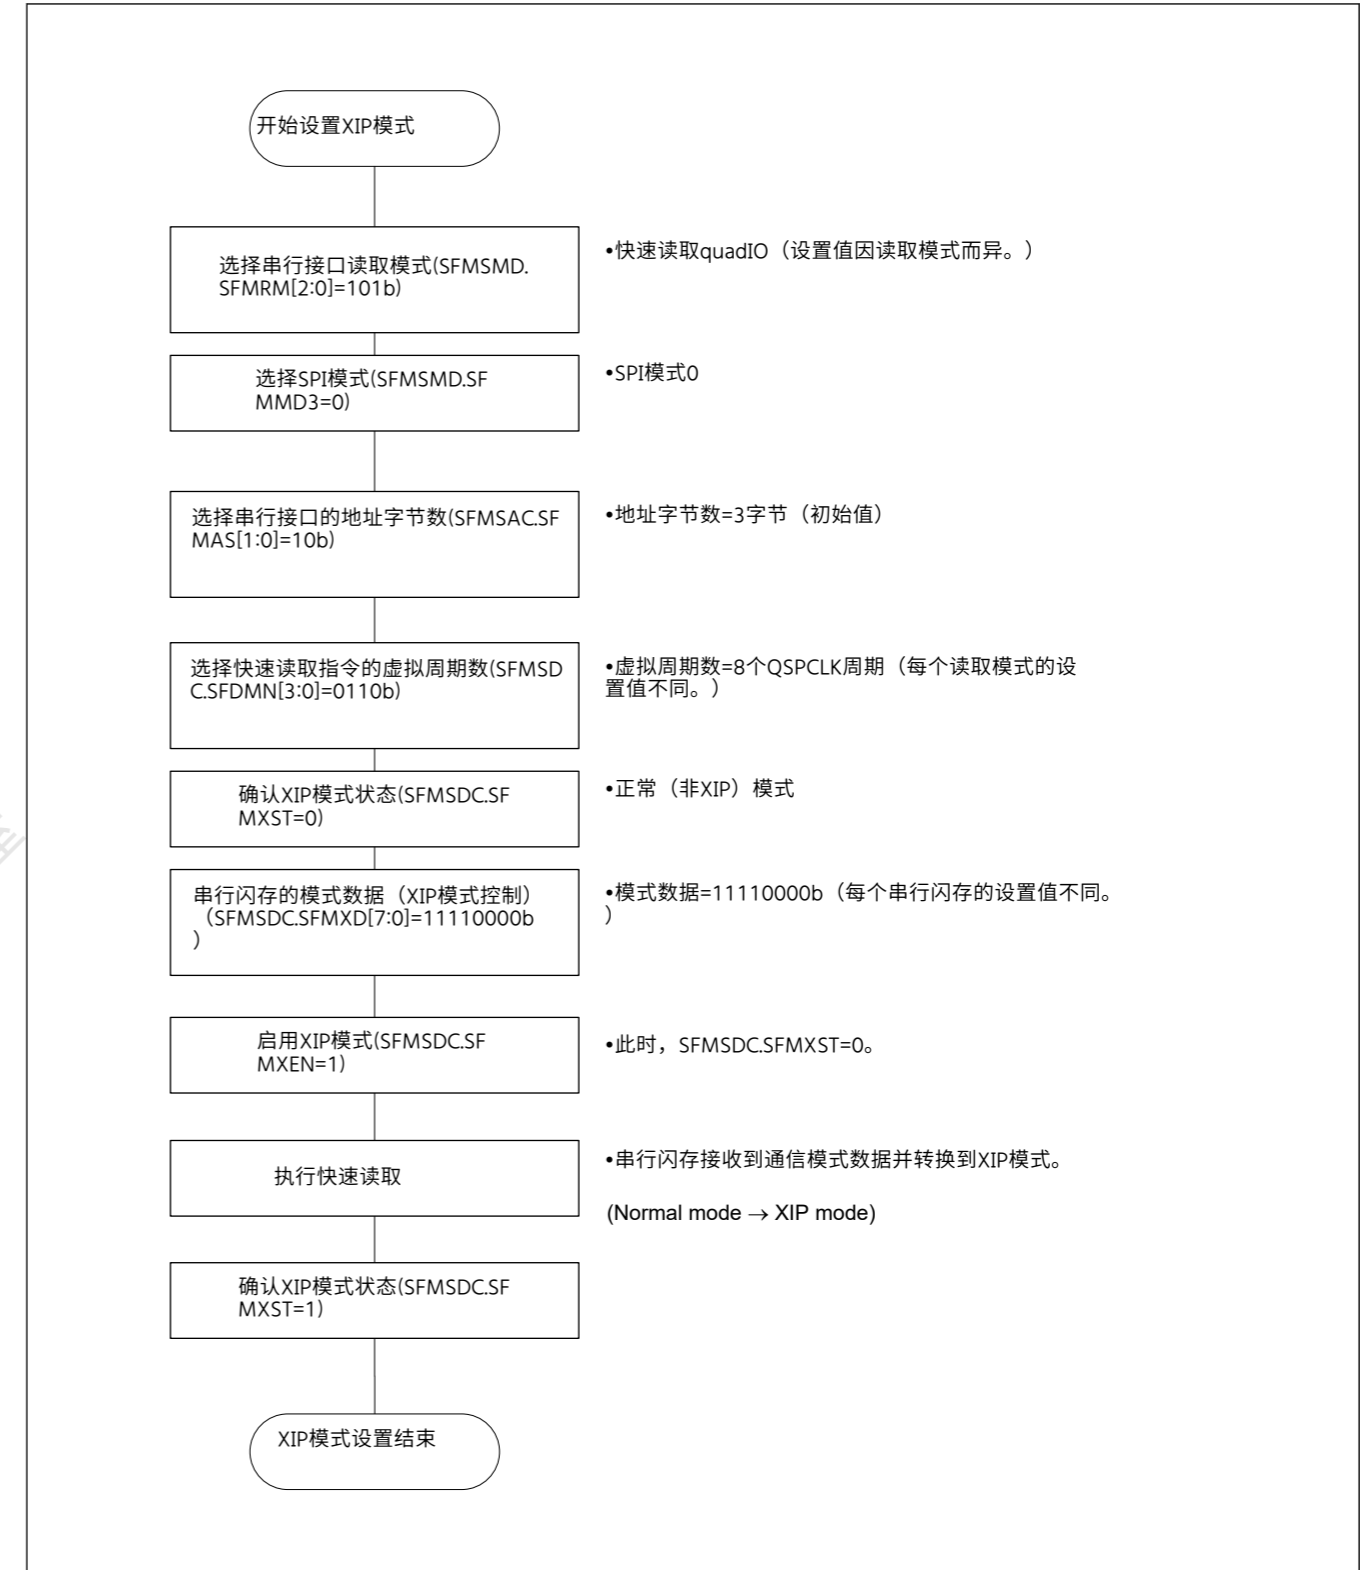 开始设置XIP模式
选择串行接口读取模式(SFMSMD.
SFMRM[2:0]=101b)
•快速读取quadIO（设置值因读取模式而异。）
选择SPI模式(SFMSMD.SF
MMD3=0)
•SPI模式0
选择串行接口的地址字节数(SFMSAC.SF
MAS[1:0]=10b)
•地址字节数=3字节（初始值）
选择快速读取指令的虚拟周期数(SFMSD
C.SFDMN[3:0]=0110b)
•虚拟周期数=8个QSPCLK周期（每个读取模式的设
置值不同。）
确认XIP模式状态(SFMSDC.SF
MXST=0)
•正常（非XIP）模式
串行闪存的模式数据（XIP模式控制）
（SFMSDC.SFMXD[7:0]=11110000b
）
•模式数据=11110000b（每个串行闪存的设置值不同。
）
启用XIP模式(SFMSDC.SF
MXEN=1)
•此时，SFMSDC.SFMXST=0。
执行快速读取
•串行闪存接收到通信模式数据并转换到XIP模式。
(Normal mode → XIP mode)
确认XIP模式状态(SFMSDC.SF
MXST=1)
XIP模式设置结束